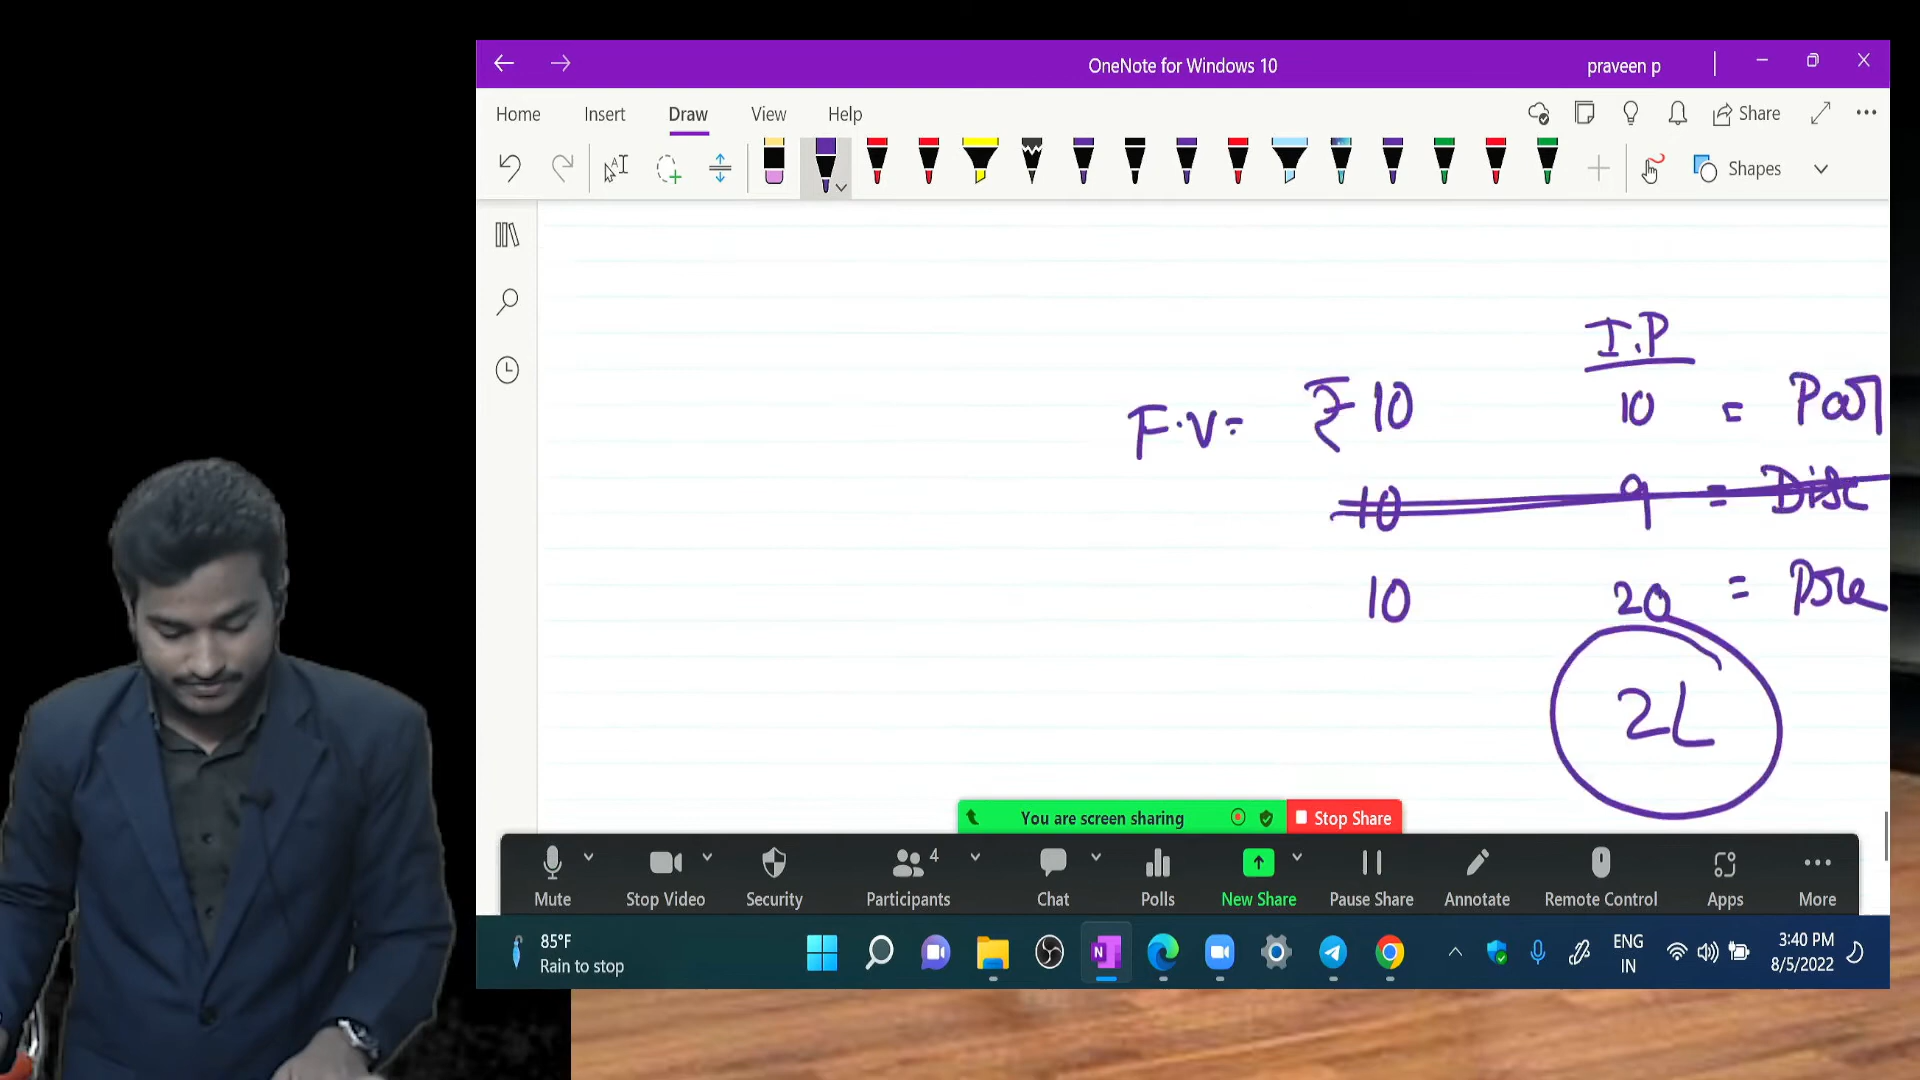 OneNote for Windows 10 praveen p
Home Insert Draw View Help Share
Shapes
I.P
F.V= ₹10 10 = Par
10 9 = Disc
10 20 = Pre
2L
You are screen sharing Stop Share
4
Mute Stop Video Security Participants Chat Polls New Share Pause Share Annotate Remote Control Apps More
85°F
Rain to stop
ENG
IN
3:40 PM
8/5/2022